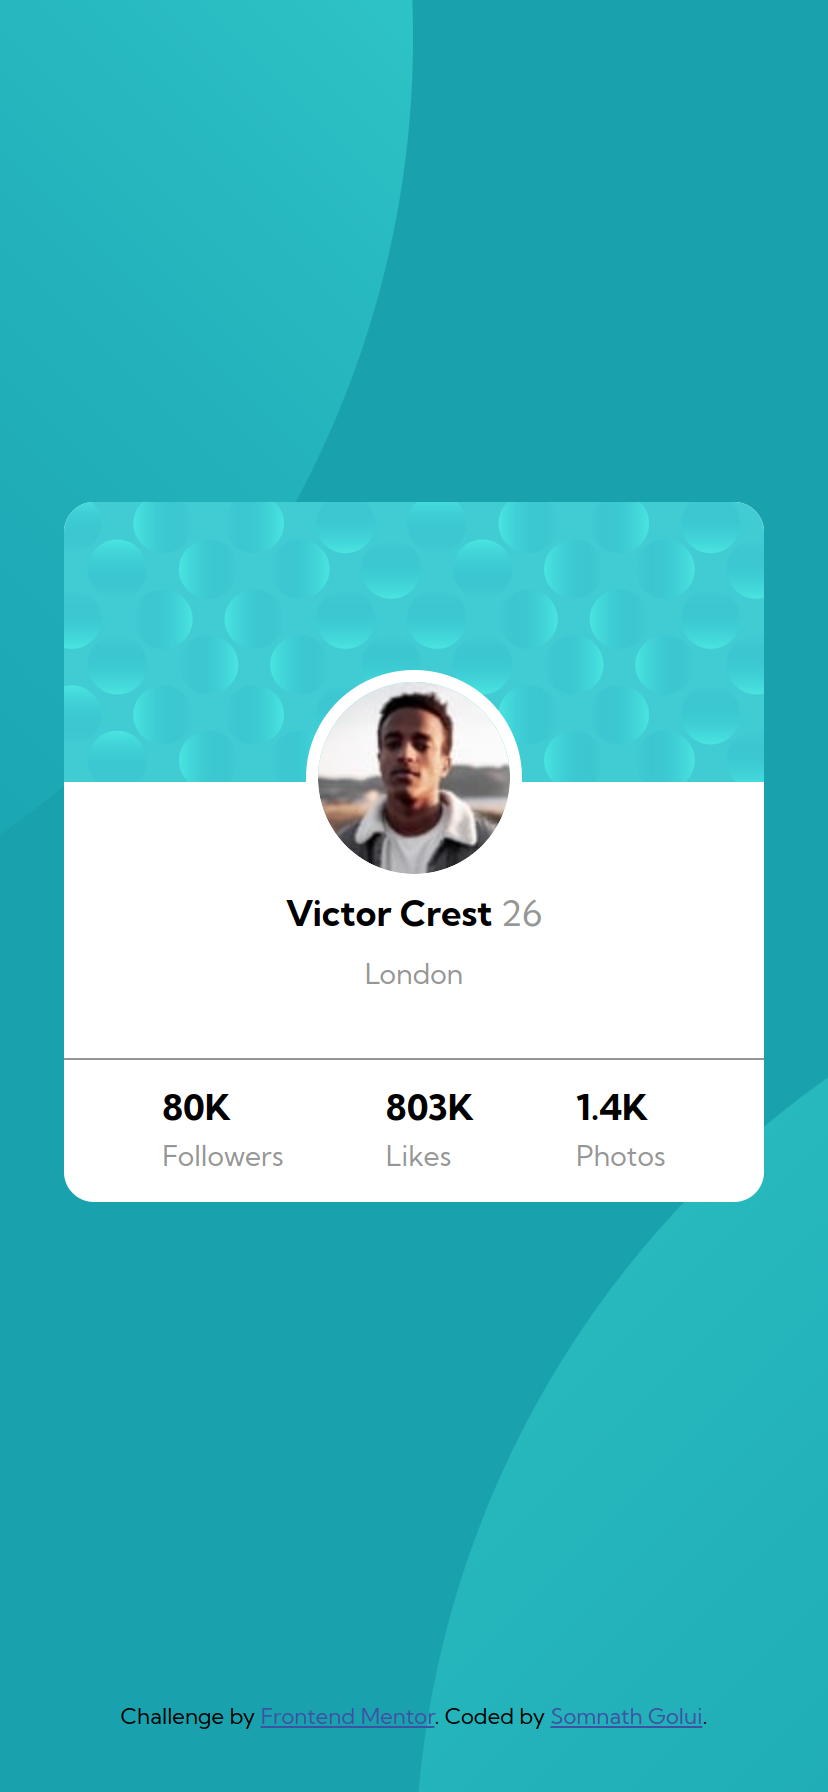 Victor Crest 26
London
80K 803K 1.4K
Followers Likes Photos
Challenge by Frontend Mentor. Coded by Somnath Golui.